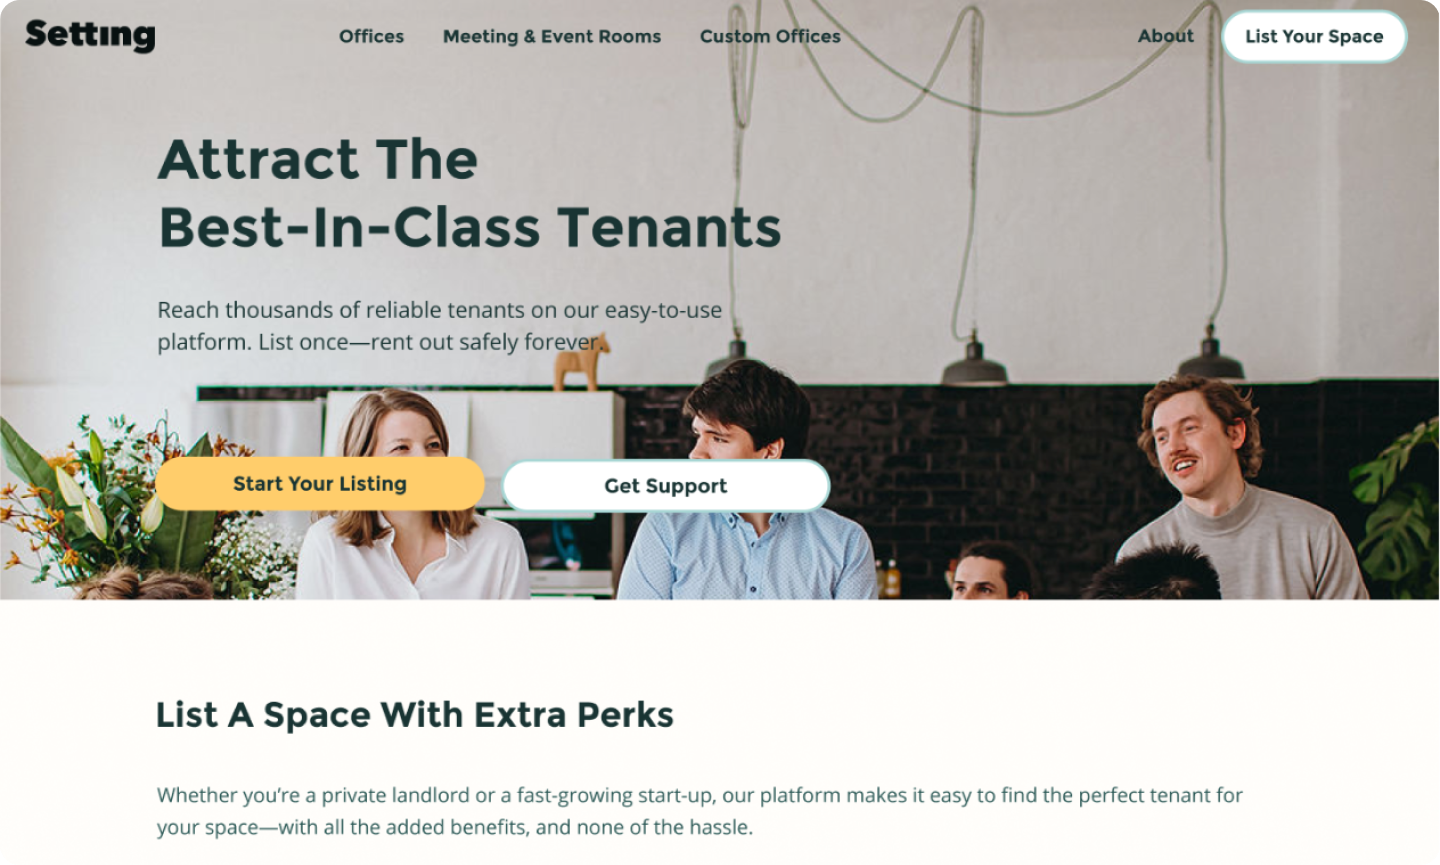 Setting
Offices
Meeting & Event Rooms
Custom Offices
About
List Your Space
Attract The
Best-In-Class Tenants
Reach thousands of reliable tenants on our easy-to-use
platform. List once—rent out safely forever.
Start Your Listing
Get Support
List A Space With Extra Perks
Whether you’re a private landlord or a fast-growing start-up, our platform makes it easy to find the perfect tenant for
your space—with all the added benefits, and none of the hassle.